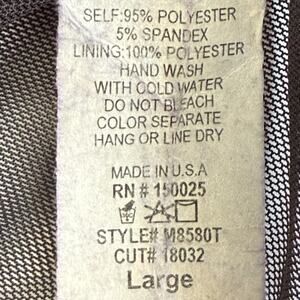 SELF:95% POLYESTER
5% SPANDEX
LINING:100% POLYESTER
HAND WASH
WITH COLD WATER
DO NOT BLEACH
COLOR SEPARATE
HANG OR LINE DRY
MADE IN U.S.A
RN # 150025
STYLE# M8580T
CUT# 18032
Large